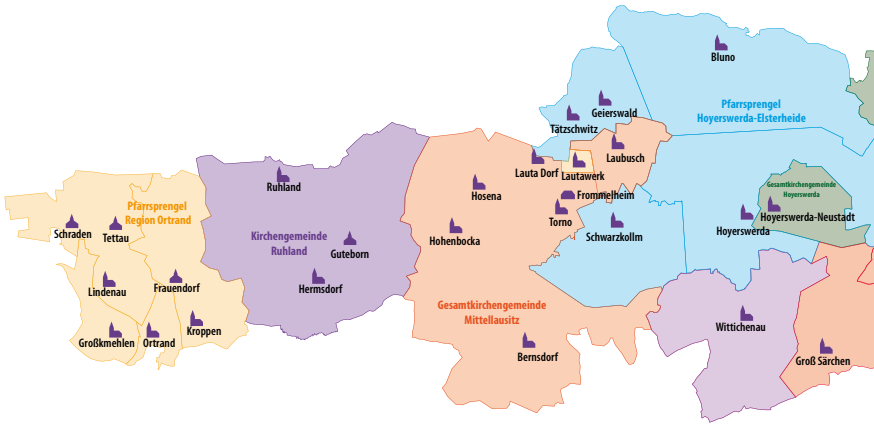 Bluno
Pfarrsprengel
Hoyerswerda-Elsterheide
Geierswald
Tätzschwitz
Laubusch
Lauta Dorf
Lautawerk
Ruhland
Hosena
Frommelheim
Gesamtkirchengemeinde
Hoyerswerda
Pfarrsprengel
Region Ortrand
Torno
Hoyerswerda-Neustadt
Schraden
Tettau
Kirchengemeinde
Ruhland
Guteborn
Hohenbocka
Schwarzkollm
Hoyerswerda
Lindenau
Frauendorf
Hermsdorf
Gesamtkirchengemeinde
Mittellausitz
Großkmehlen
Ortrand
Kroppen
Bernsdorf
Wittichenau
Groß Särchen